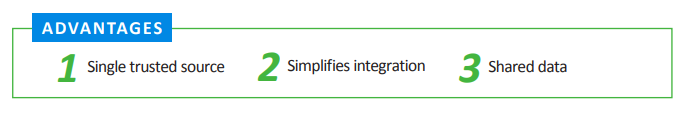 ADVANTAGES
1 Single trusted source 2 Simplifies integration 3 Shared data